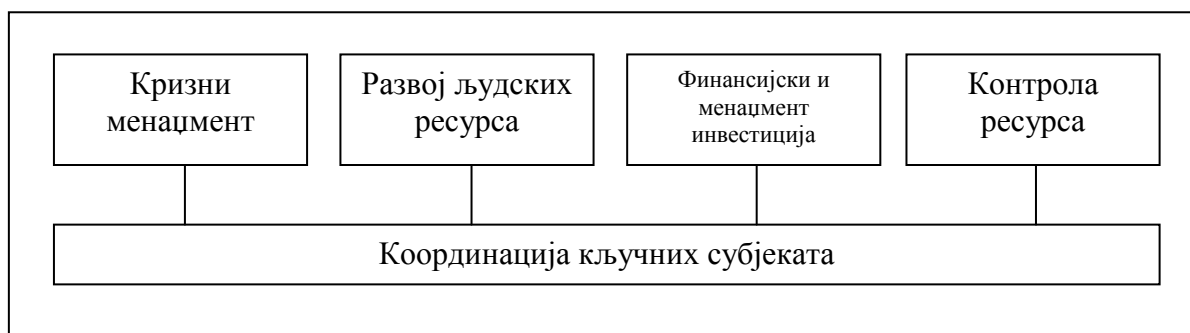 Кризни
менаџмент
Развој људских
ресурса
Финансијски и
менаџмент
инвестиција
Контрола
ресурса
Координација кључних субјеката